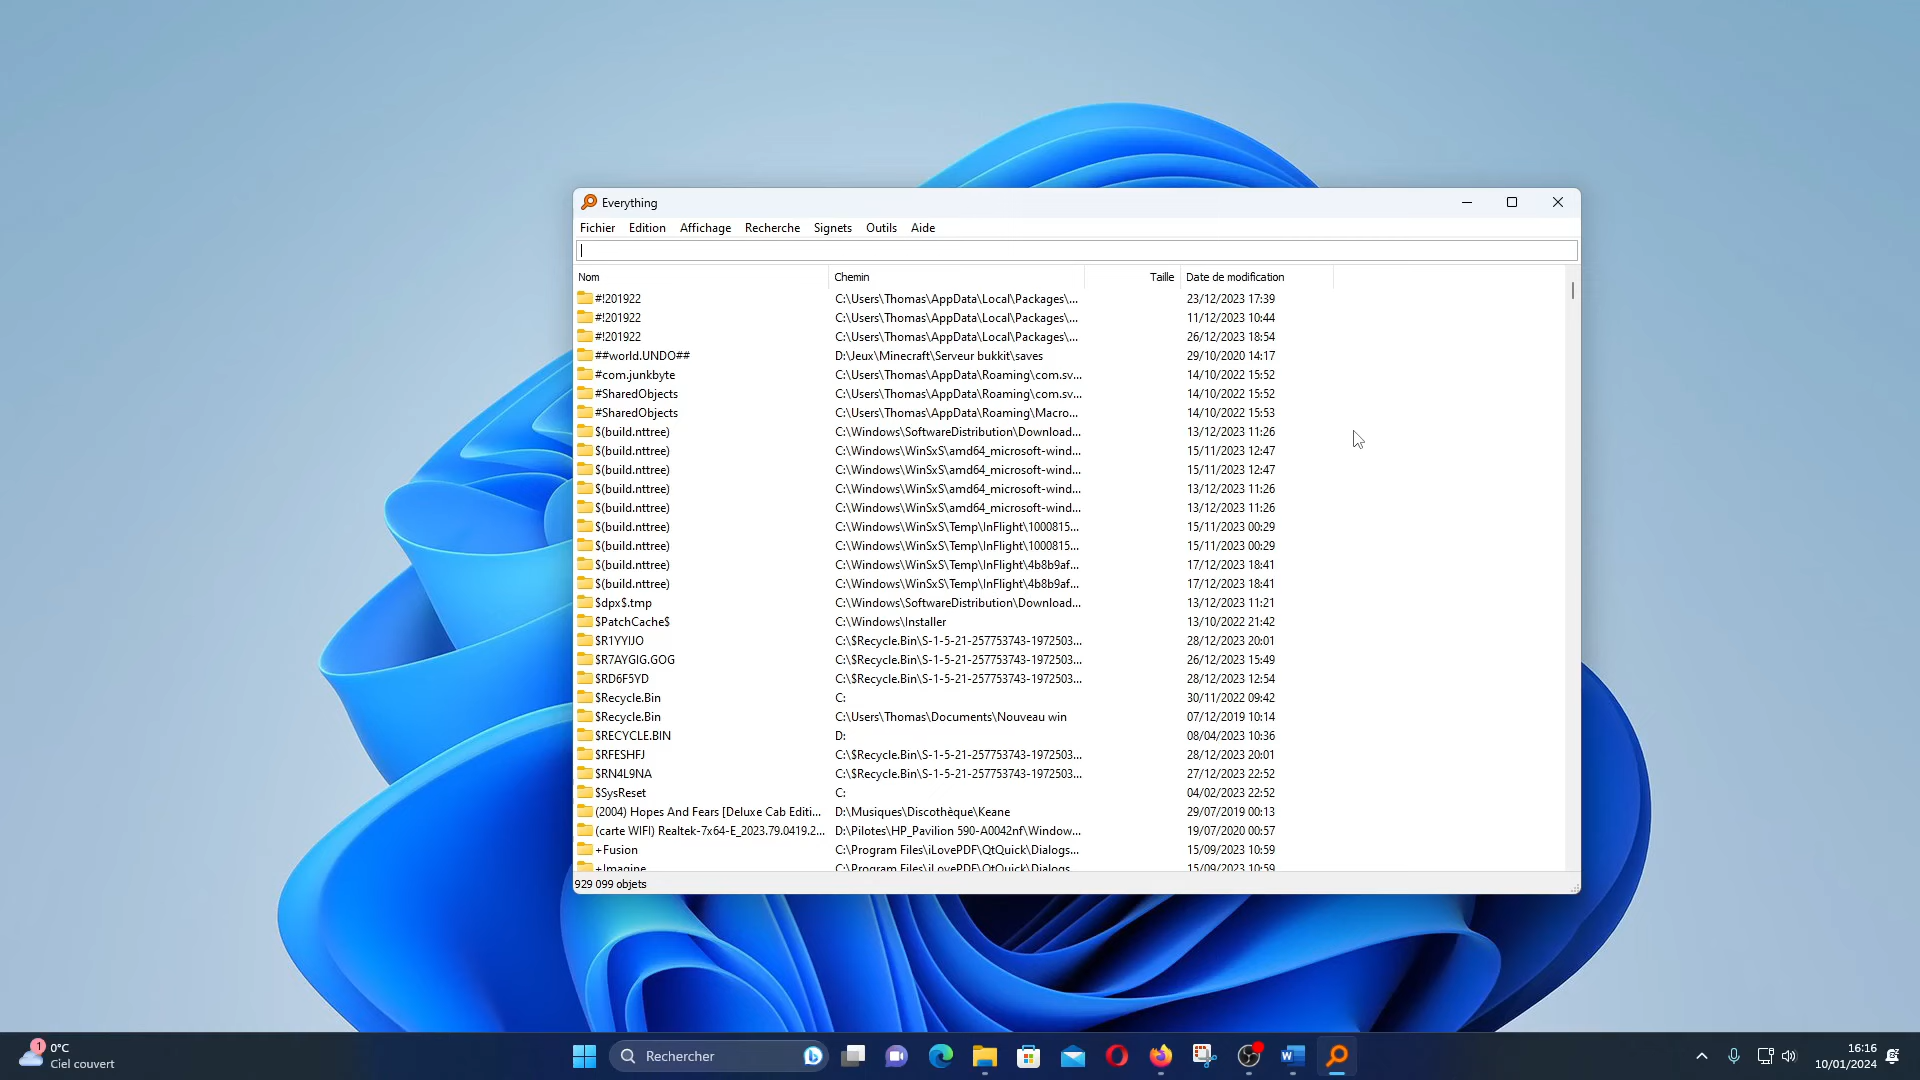 Everything
Fichier Edition Affichage Recherche Signets Outils Aide
Nom Chemin Taille Date de modification
#!201922 C:\Users\Thomas\AppData\Local\Packages\... 23/12/2023 17:39
#!201922 C:\Users\Thomas\AppData\Local\Packages\... 11/12/2023 10:44
#!201922 C:\Users\Thomas\AppData\Local\Packages\... 26/12/2023 18:54
##world.UNDO## D:\Jeux\Minecraft\Serveur bukkit\saves 29/10/2020 14:17
#com.junkbyte C:\Users\Thomas\AppData\Roaming\com.sv... 14/10/2022 15:52
#SharedObjects C:\Users\Thomas\AppData\Roaming\com.sv... 14/10/2022 15:52
#SharedObjects C:\Users\Thomas\AppData\Roaming\Macro... 14/10/2022 15:53
$(build.nttree) C:\Windows\SoftwareDistribution\Download... 13/12/2023 11:26
$(build.nttree) C:\Windows\WinSxS\amd64_microsoft-wind... 15/11/2023 12:47
$(build.nttree) C:\Windows\WinSxS\amd64_microsoft-wind... 15/11/2023 12:47
$(build.nttree) C:\Windows\WinSxS\amd64_microsoft-wind... 13/12/2023 11:26
$(build.nttree) C:\Windows\WinSxS\amd64_microsoft-wind... 13/12/2023 11:26
$(build.nttree) C:\Windows\WinSxS\Temp\InFlight\1000815... 15/11/2023 00:29
$(build.nttree) C:\Windows\WinSxS\Temp\InFlight\1000815... 15/11/2023 00:29
$(build.nttree) C:\Windows\WinSxS\Temp\InFlight\4b8b9af... 17/12/2023 18:41
$(build.nttree) C:\Windows\WinSxS\Temp\InFlight\4b8b9af... 17/12/2023 18:41
$dpx$.tmp C:\Windows\SoftwareDistribution\Download... 13/12/2023 11:21
$PatchCache$ C:\Windows\Installer 13/10/2022 21:42
$R1YYIJO C:\$Recycle.Bin\S-1-5-21-257753743-1972503... 28/12/2023 20:01
$R7AYGIG.GOG C:\$Recycle.Bin\S-1-5-21-257753743-1972503... 26/12/2023 15:49
$RD6F5YD C:\$Recycle.Bin\S-1-5-21-257753743-1972503... 28/12/2023 12:54
$Recycle.Bin C: 30/11/2022 09:42
$Recycle.Bin C:\Users\Thomas\Documents\Nouveau win 07/12/2019 10:14
$RECYCLE.BIN D: 08/04/2023 10:36
$RFESHFJ C:\$Recycle.Bin\S-1-5-21-257753743-1972503... 28/12/2023 20:01
$RN4L9NA C:\$Recycle.Bin\S-1-5-21-257753743-1972503... 27/12/2023 22:52
$SysReset C: 04/02/2023 22:52
(2004) Hopes And Fears [Deluxe Cab Editi... D:\Musiques\Discothèque\Keane 29/07/2019 00:13
(carte WIFI) Realtek-7x64-E_2023.79.0419.2... D:\Pilotes\HP_Pavilion 590-A0042nf\Window... 19/07/2020 00:57
+Fusion C:\Program Files\iLovePDF\QtQuick\Dialogs... 15/09/2023 10:59
+Imagine C:\Program Files\iLovePDF\QtQuick\Dialogs... 15/09/2023 10:59
929 099 objets
1
0°C
Ciel couvert
Rechercher
16:16
10/01/2024